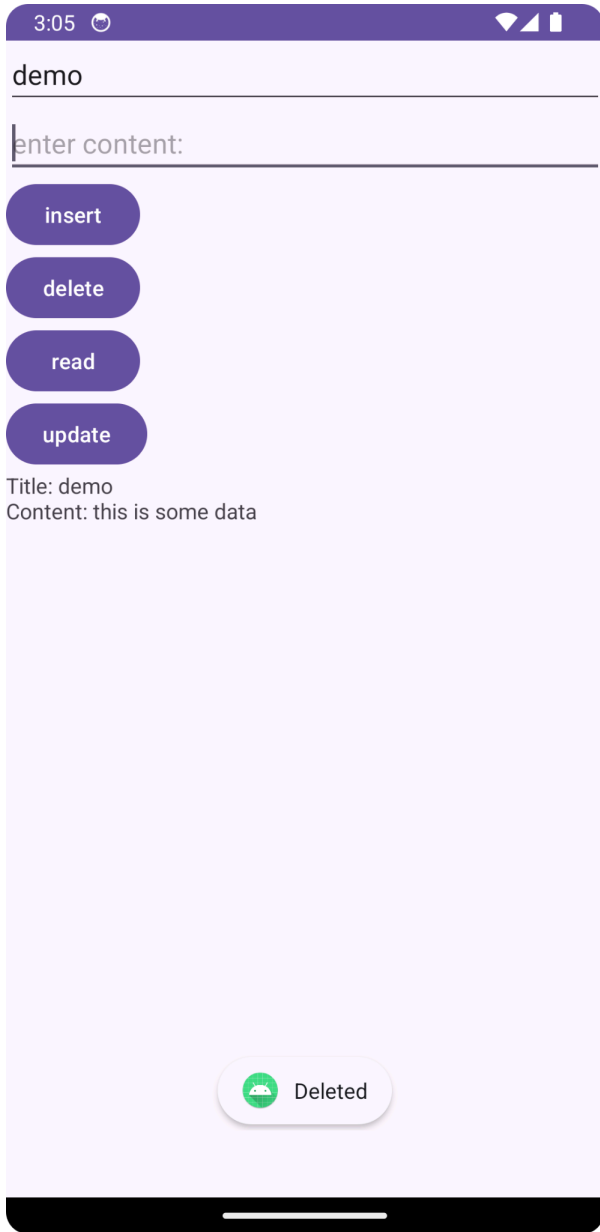 3:05
demo
enter content:
insert
delete
read
update
Title: demo
Content: this is some data
Deleted